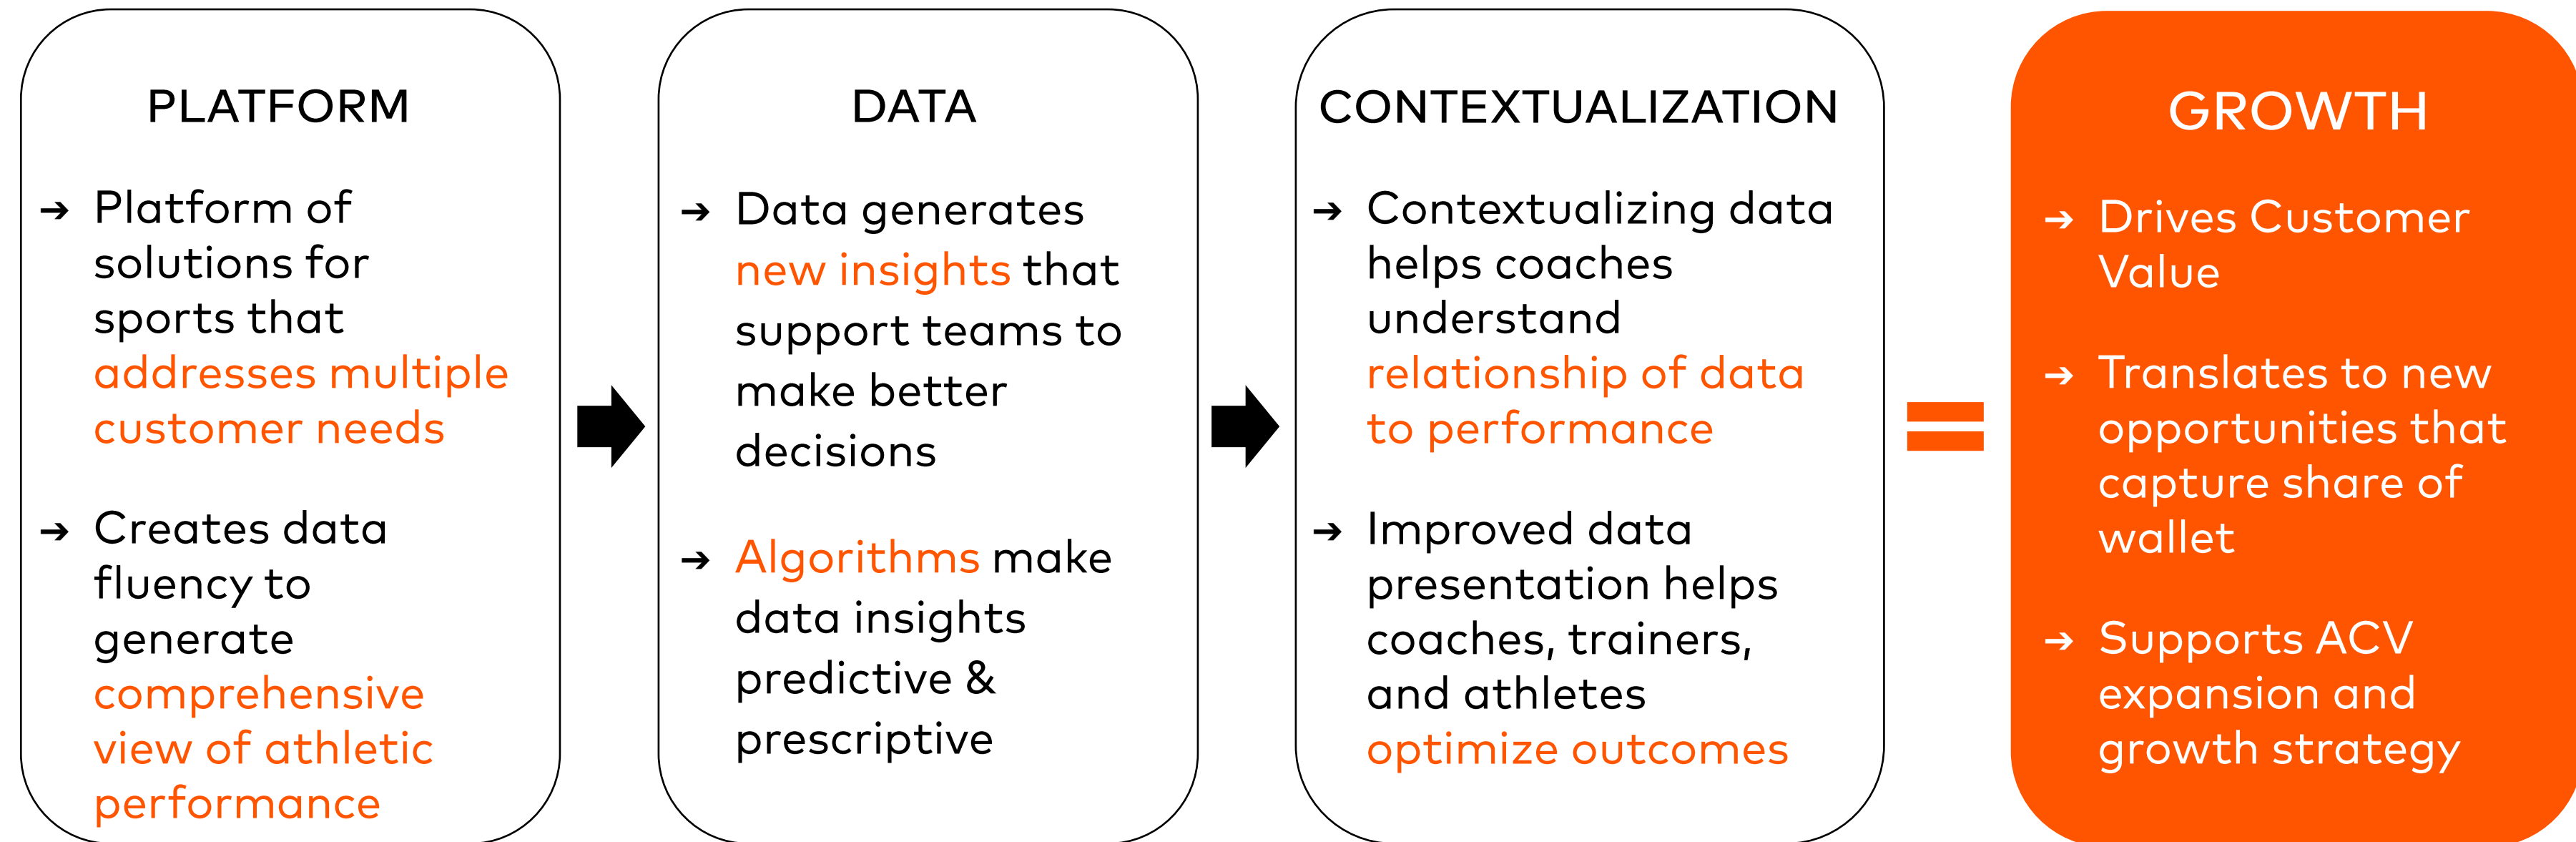 PLATFORM
→ Platform of
solutions for
sports that
addresses multiple
customer needs
→ Creates data
fluency to
generate
comprehensive
view of athletic
performance
DATA
→ Data generates
new insights that
support teams to
make better
decisions
→ Algorithms make
data insights
predictive &
prescriptive
CONTEXTUALIZATION
→ Contextualizing data
helps coaches
understand
relationship of data
to performance
→ Improved data
presentation helps
coaches, trainers,
and athletes
optimize outcomes
=
GROWTH
→ Drives Customer
Value
→ Translates to new
opportunities that
capture share of
wallet
→ Supports ACV
expansion and
growth strategy